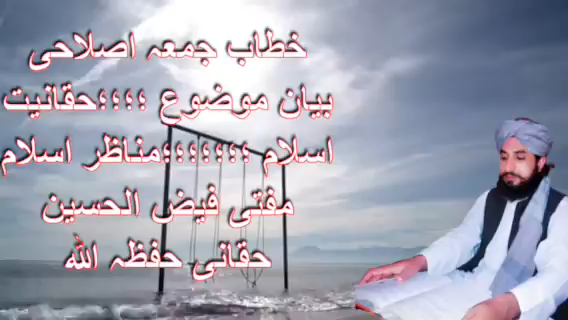 خطاب جمعہ اصلاحی
بیان موضوع ؛؛؛؛حقانیت
اسلام ؛؛؛؛؛؛؛مناظر اسلام
مفتی فیض الحسین
حقانی حفظہ اللہ